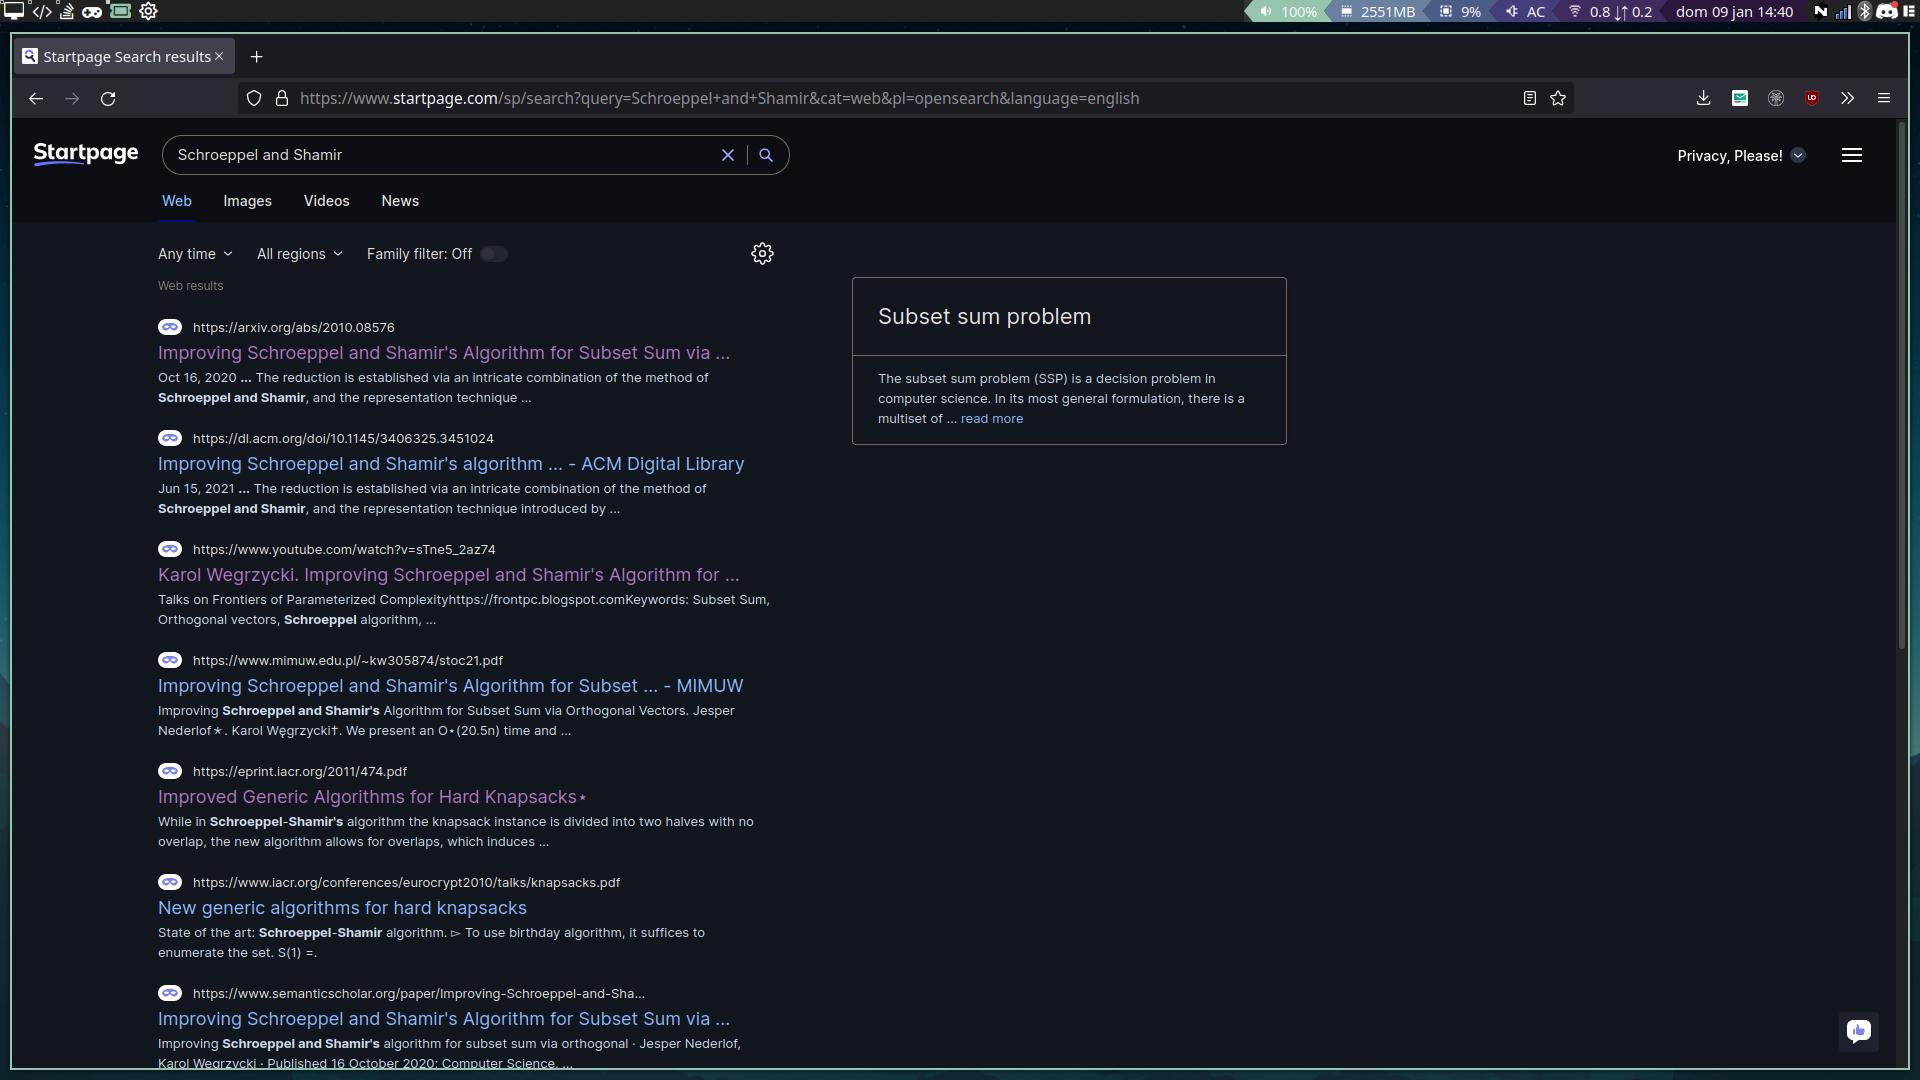 100% 2551MB 9% AC 0.8 ↓↑ 0.2 dom 09 jan 14:40
Startpage Search results
https://www.startpage.com/sp/search?query=Schroeppel+and+Shamir&cat=web&pl=opensearch&language=english
Startpage
Schroeppel and Shamir
Privacy, Please!
Web Images Videos News
Any time All regions Family filter: Off
Web results
https://arxiv.org/abs/2010.08576
Improving Schroeppel and Shamir's Algorithm for Subset Sum via ...
Oct 16, 2020 ... The reduction is established via an intricate combination of the method of
Schroeppel and Shamir, and the representation technique ...
https://dl.acm.org/doi/10.1145/3406325.3451024
Improving Schroeppel and Shamir's algorithm ... - ACM Digital Library
Jun 15, 2021 ... The reduction is established via an intricate combination of the method of
Schroeppel and Shamir, and the representation technique introduced by ...
https://www.youtube.com/watch?v=sTne5_2az74
Karol Wegrzycki. Improving Schroeppel and Shamir's Algorithm for ...
Talks on Frontiers of Parameterized Complexityhttps://frontpc.blogspot.comKeywords: Subset Sum,
Orthogonal vectors, Schroeppel algorithm, ...
https://www.mimuw.edu.pl/~kw305874/stoc21.pdf
Improving Schroeppel and Shamir's Algorithm for Subset ... - MIMUW
Improving Schroeppel and Shamir's Algorithm for Subset Sum via Orthogonal Vectors. Jesper
Nederlof∗. Karol Węgrzycki†. We present an O⋆(20.5n) time and ...
https://eprint.iacr.org/2011/474.pdf
Improved Generic Algorithms for Hard Knapsacks⋆
While in Schroeppel-Shamir's algorithm the knapsack instance is divided into two halves with no
overlap, the new algorithm allows for overlaps, which induces ...
https://www.iacr.org/conferences/eurocrypt2010/talks/knapsacks.pdf
New generic algorithms for hard knapsacks
State of the art: Schroeppel-Shamir algorithm. ▻ To use birthday algorithm, it suffices to
enumerate the set. S(1) =.
https://www.semanticscholar.org/paper/Improving-Schroeppel-and-Sha...
Improving Schroeppel and Shamir's Algorithm for Subset Sum via ...
Improving Schroeppel and Shamir's algorithm for subset sum via orthogonal · Jesper Nederlof,
Karol Wegrzycki · Published 16 October 2020; Computer Science. ...
Subset sum problem
The subset sum problem (SSP) is a decision problem in
computer science. In its most general formulation, there is a
multiset of ... read more